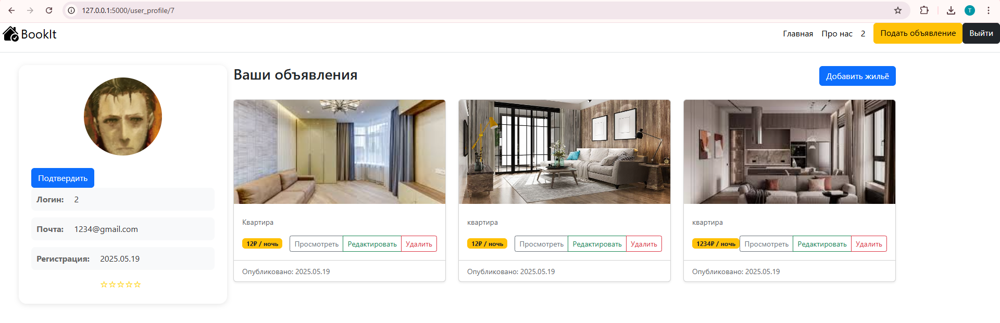 127.0.0.1:5000/user_profile/7
T
BookIt
Главная Про нас 2 Подать объявление Выйти
Ваши объявления
Добавить жильё
Подтвердить
Логин: 2
Почта: 1234@gmail.com
Регистрация: 2025.05.19
☆☆☆☆☆
Квартира
12₽ / ночь Просмотреть Редактировать Удалить
Опубликовано: 2025.05.19
квартира
12₽ / ночь Просмотреть Редактировать Удалить
Опубликовано: 2025.05.19
квартира
1234₽ / ночь Просмотреть Редактировать Удалить
Опубликовано: 2025.05.19